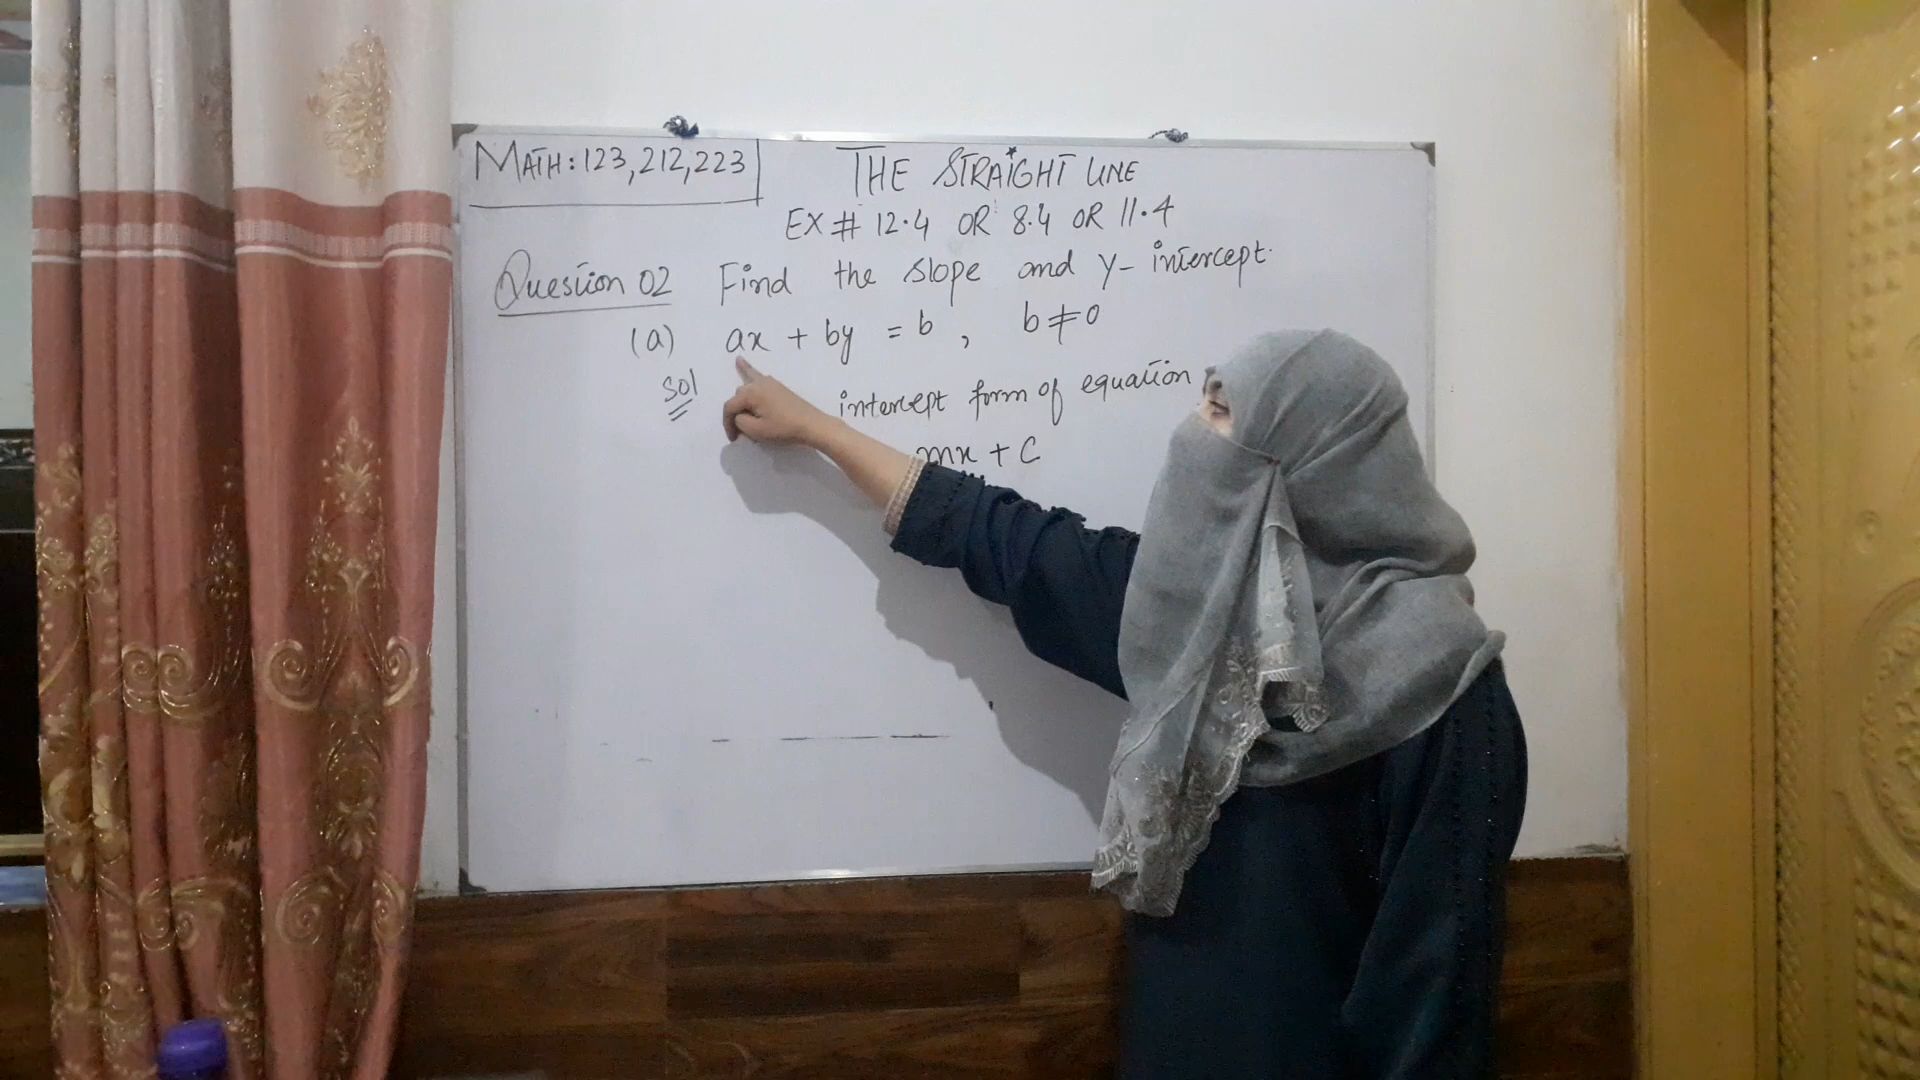 MATH: 123, 212, 223
THE STRAIGHT LINE
EX # 12.4 OR 8.4 OR 11.4
Question 02 Find the slope and y-intercept.
(a) ax + by = b, b ≠ 0
Sol intercept form of equation
mx + c